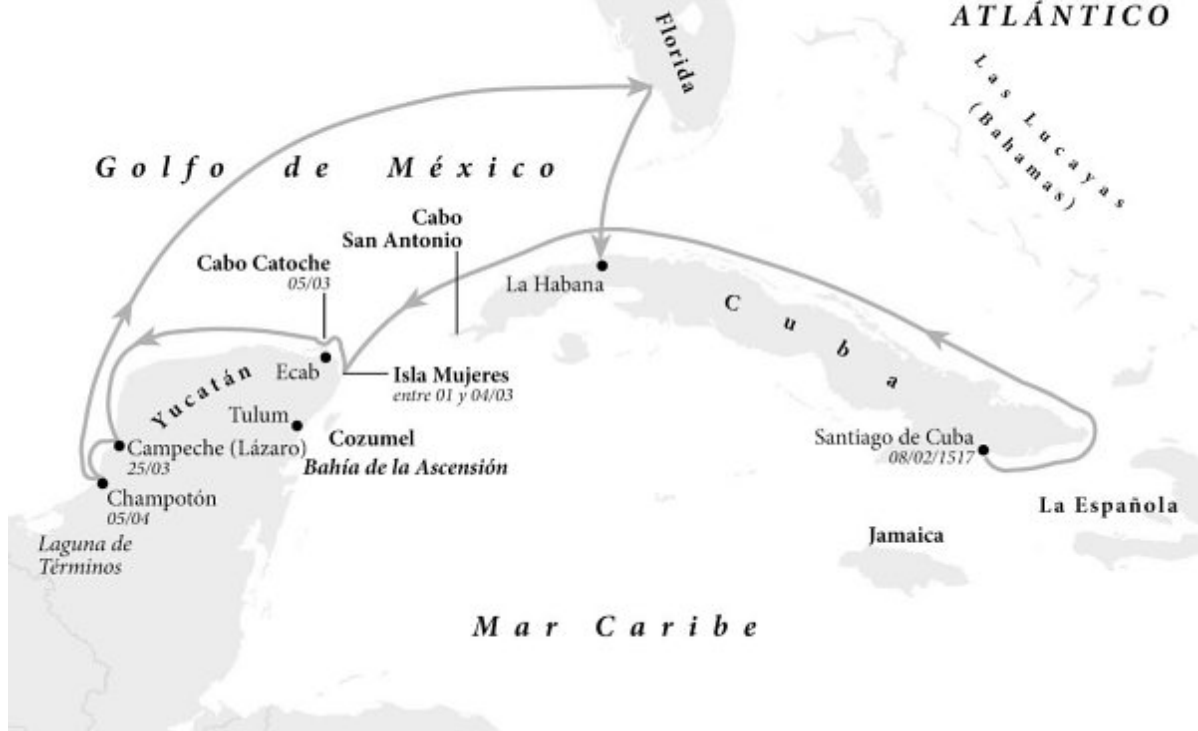 ATLÁNTICO
Florida
Las Lucayas
(Bahamas)
Golfo de México
Cabo
San Antonio
Cabo Catoche
05/03
La Habana
Cuba
Ecab
Isla Mujeres
entre 01 y 04/03
Yucatán
Tulum
Cozumel
Bahía de la Ascensión
Campeche (Lázaro)
25/03
Santiago de Cuba
08/02/1517
Champotón
05/04
La Española
Laguna de
Términos
Jamaica
Mar Caribe